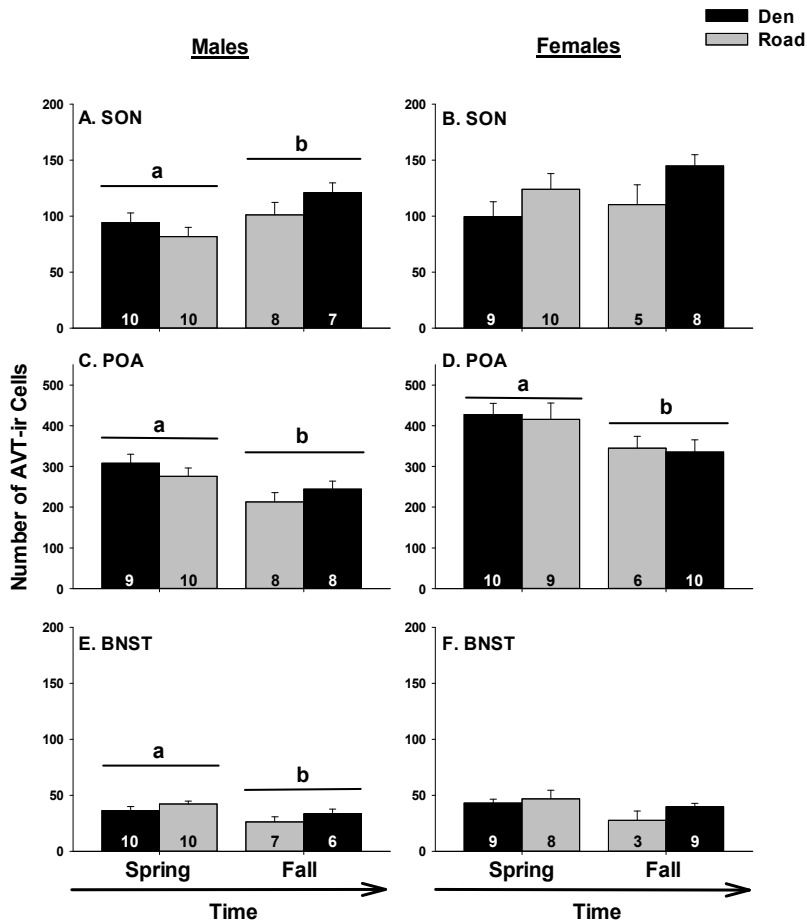 Den
Road
Males
Females
Number of AVT-ir Cells
A. SON
200
150
100
50
0
a
b
10
10
8
7
B. SON
200
150
100
50
0
9
10
5
8
C. POA
500
400
300
200
100
0
a
b
9
10
8
8
D. POA
500
400
300
200
100
0
a
b
10
9
6
10
E. BNST
200
150
100
50
0
a
b
10
10
7
6
Spring
Fall
Time
F. BNST
200
150
100
50
0
9
8
3
9
Spring
Fall
Time